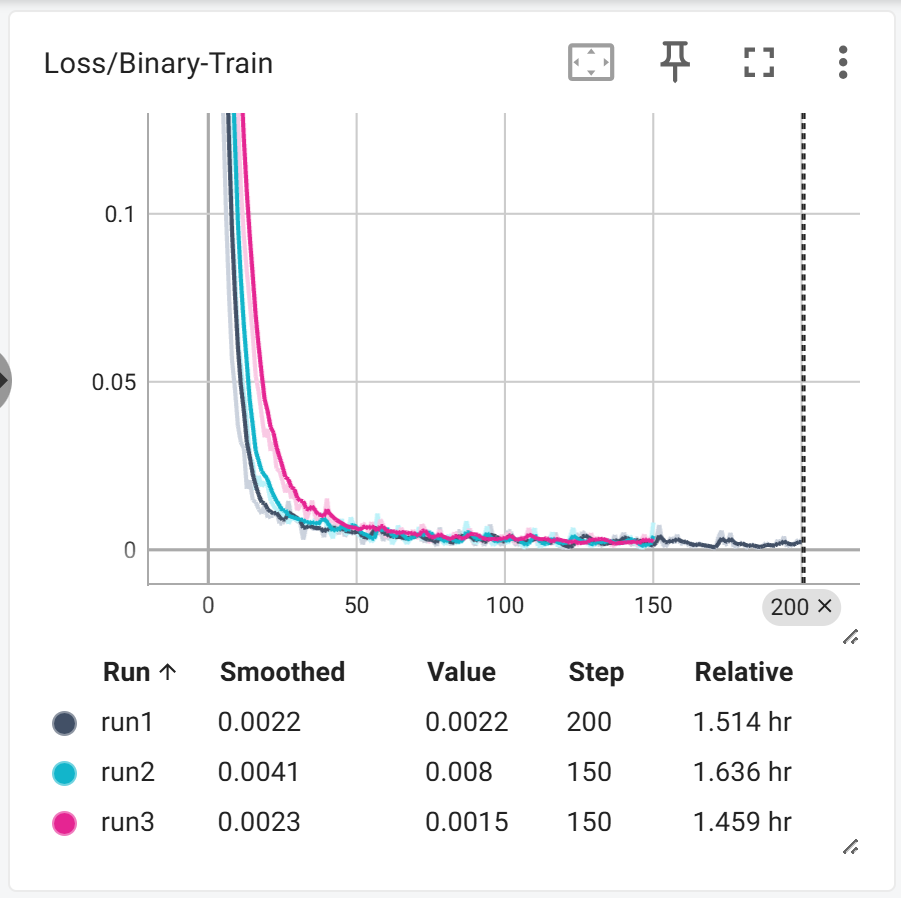 Loss/Binary-Train
0.1
0.05
0
0 50 100 150 200 ×
Run ↑ Smoothed Value Step Relative
run1 0.0022 0.0022 200 1.514 hr
run2 0.0041 0.008 150 1.636 hr
run3 0.0023 0.0015 150 1.459 hr